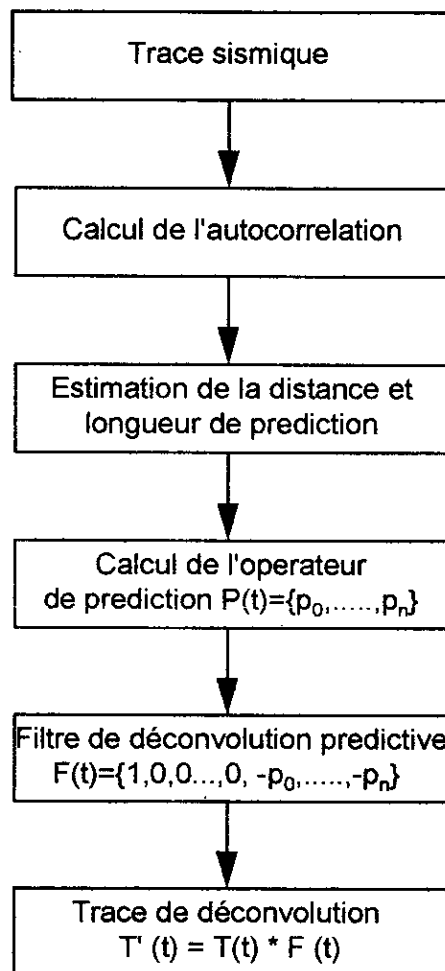 Trace sismique
Calcul de l'autocorrelation
Estimation de la distance et
longueur de prediction
Calcul de l'operateur
de prediction P(t)={p₀,.....,pₙ}
Filtre de déconvolution predictive
F(t)={1,0,0...,0, -p₀,.....,-pₙ}
Trace de déconvolution
T' (t) = T(t) * F (t)